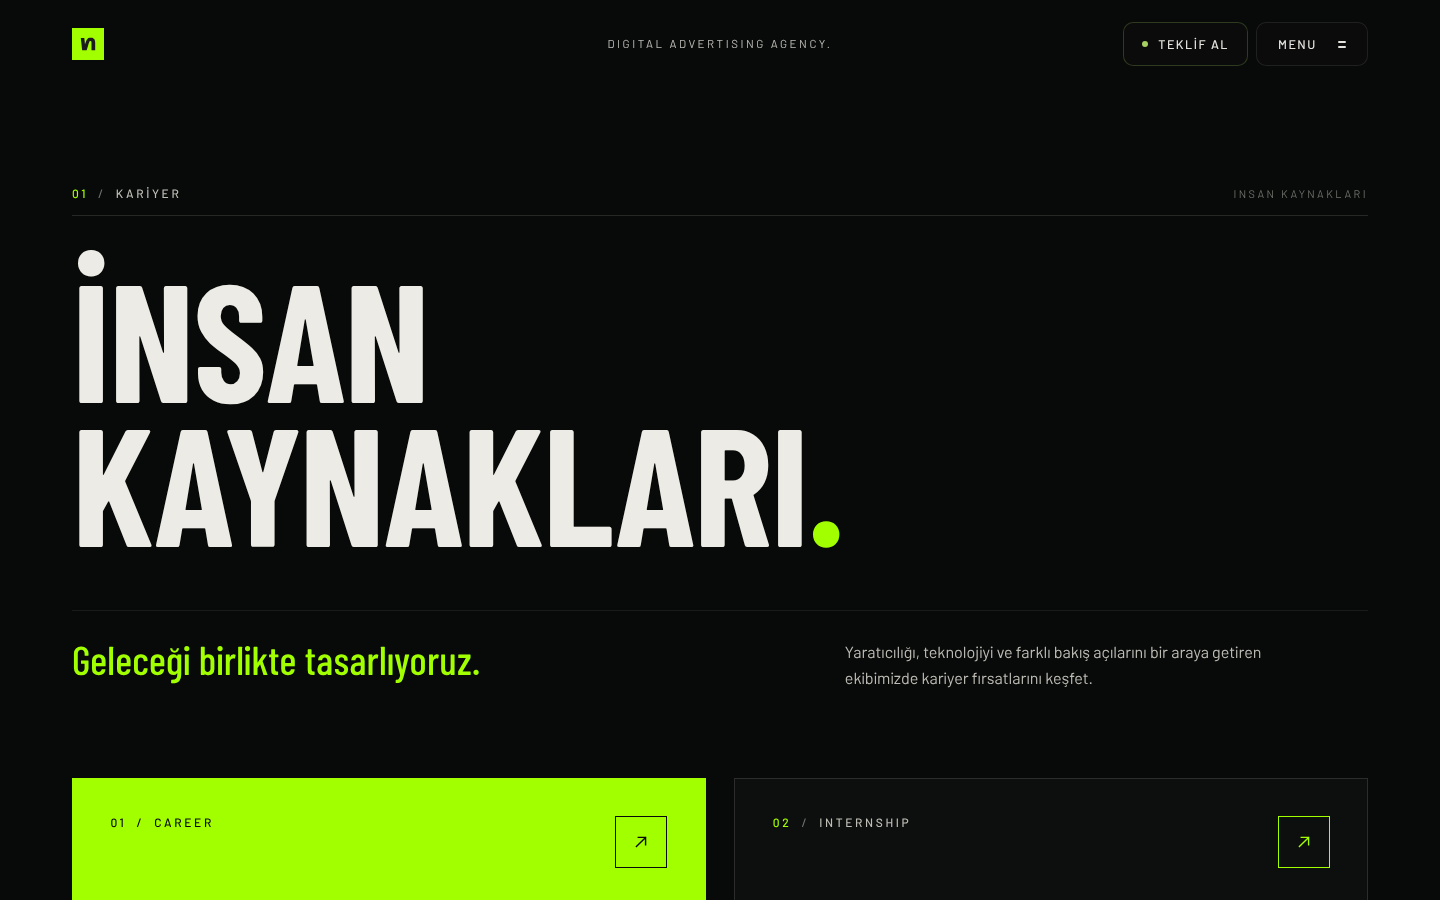 n
DIGITAL ADVERTISING AGENCY.
TEKLİF AL
MENU
01 / KARİYER
INSAN KAYNAKLARI
İNSAN
KAYNAKLARI.
Geleceği birlikte tasarlıyoruz.
Yaratıcılığı, teknolojiyi ve farklı bakış açılarını bir araya getiren
ekibimizde kariyer fırsatlarını keşfet.
01 / CAREER
02 / INTERNSHIP